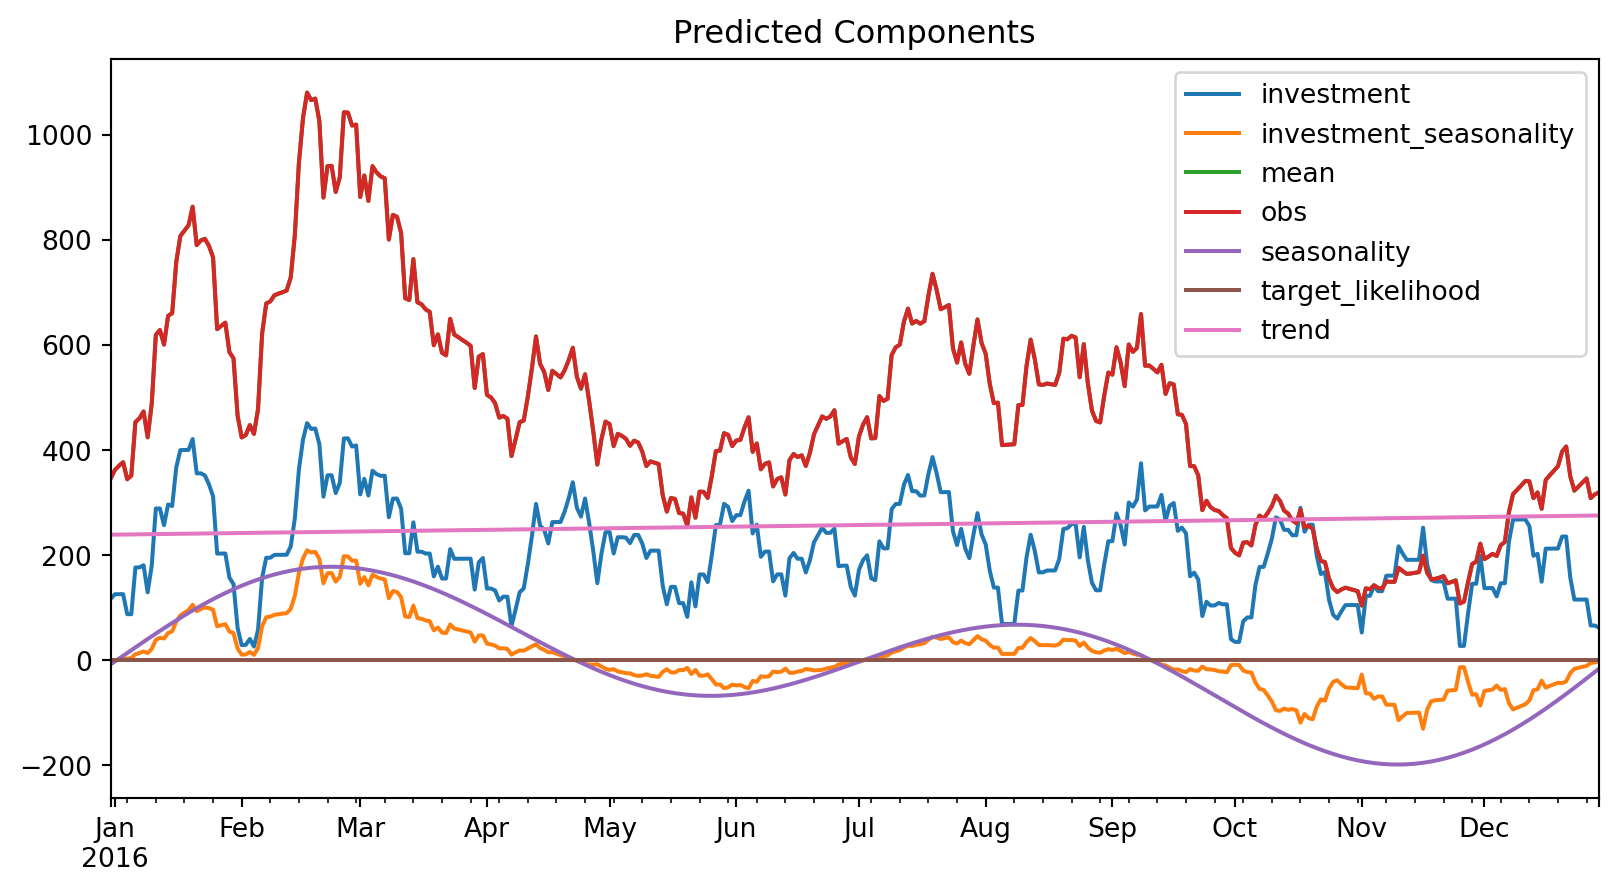 Predicted Components
investment
investment_seasonality
mean
obs
seasonality
target_likelihood
trend
1000
800
600
400
200
0
−200
Jan Feb Mar Apr May Jun Jul Aug Sep Oct Nov Dec
2016